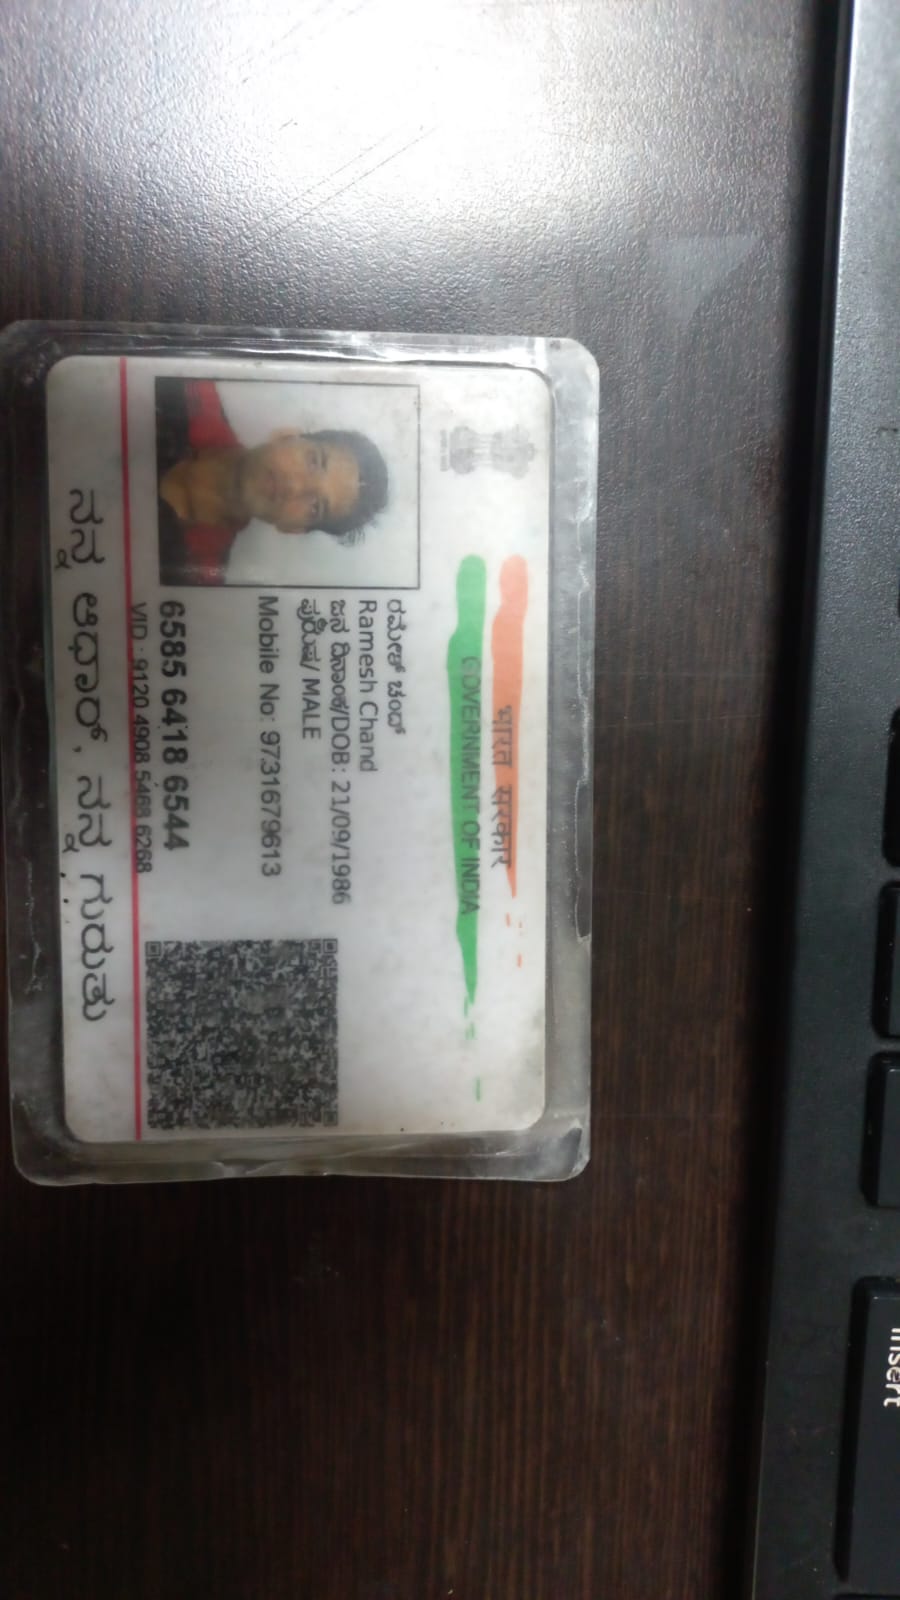 भारत सरकार
GOVERNMENT OF INDIA
ರಮೇಶ್ ಚಂದ್
Ramesh Chand
ಜನ್ಮ ದಿನಾಂಕ/DOB: 21/09/1986
ಪುರುಷ/ MALE
Mobile No: 9731679613
6585 6418 6544
VID : 9120 4908 5468 6268
ನನ್ನ ಆಧಾರ್, ನನ್ನ ಗುರುತು
Insert